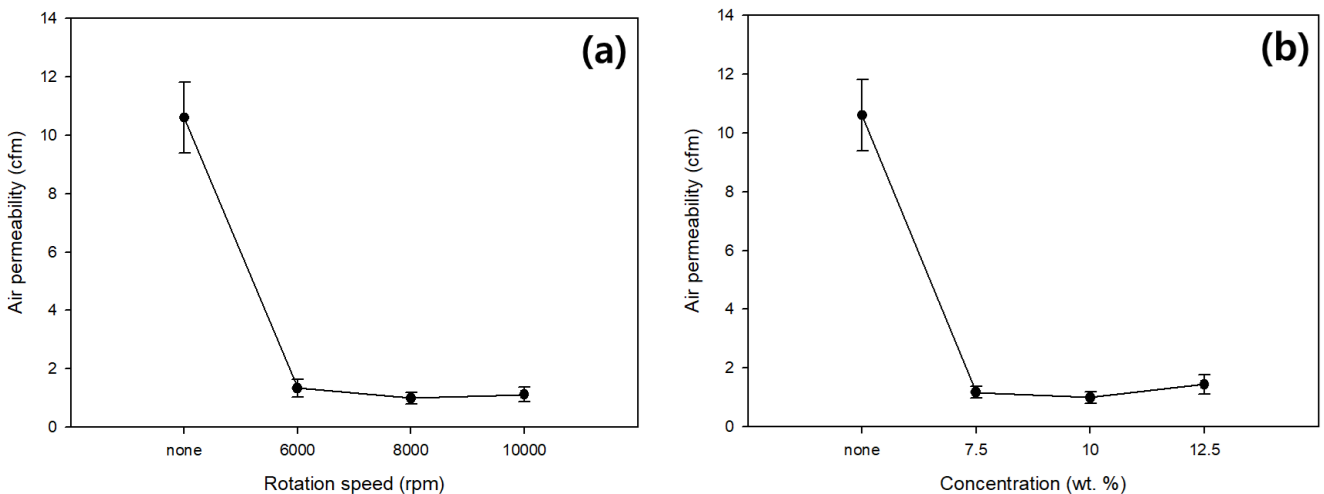 (a)
Air permeability (cfm)
14
12
10
8
6
4
2
0
none 6000 8000 10000
Rotation speed (rpm)
(b)
Air permeability (cfm)
14
12
10
8
6
4
2
0
none 7.5 10 12.5
Concentration (wt. %)